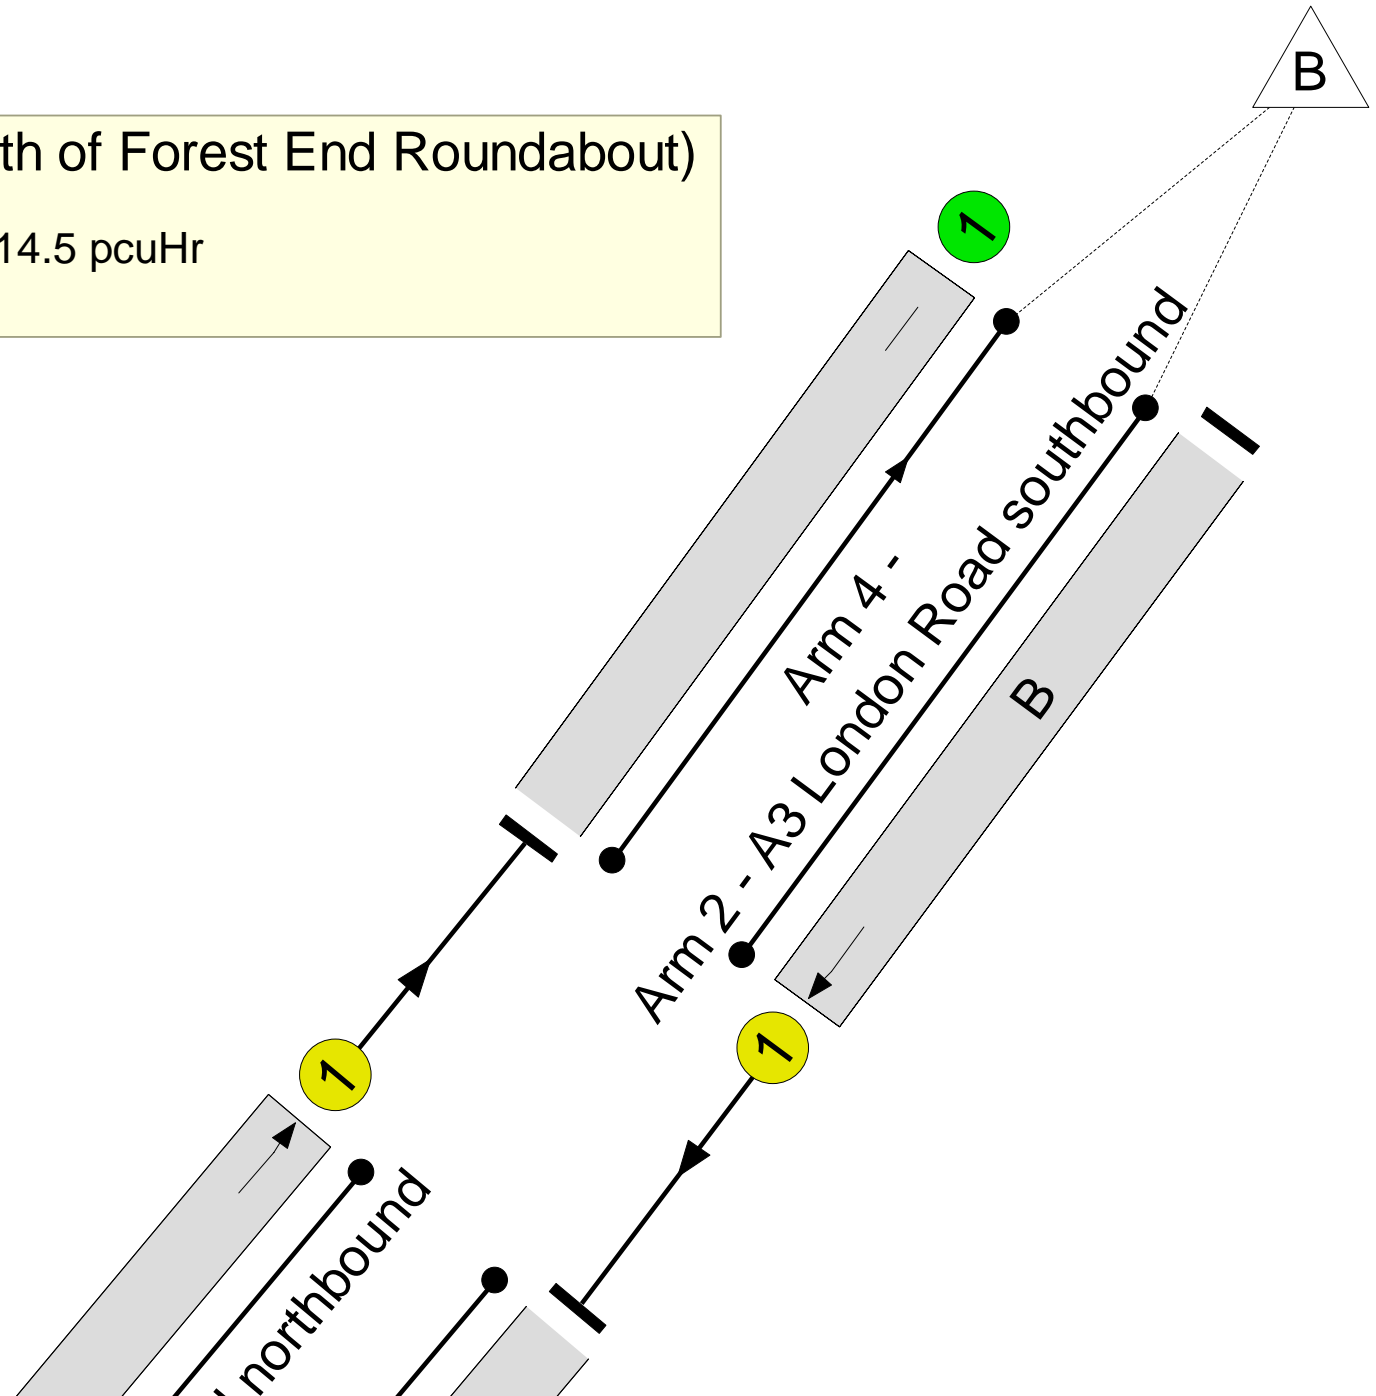 B
th of Forest End Roundabout)
14.5 pcuHr
1
Arm 4 -
Arm 2 - A3 London Road southbound
B
1
1
northbound